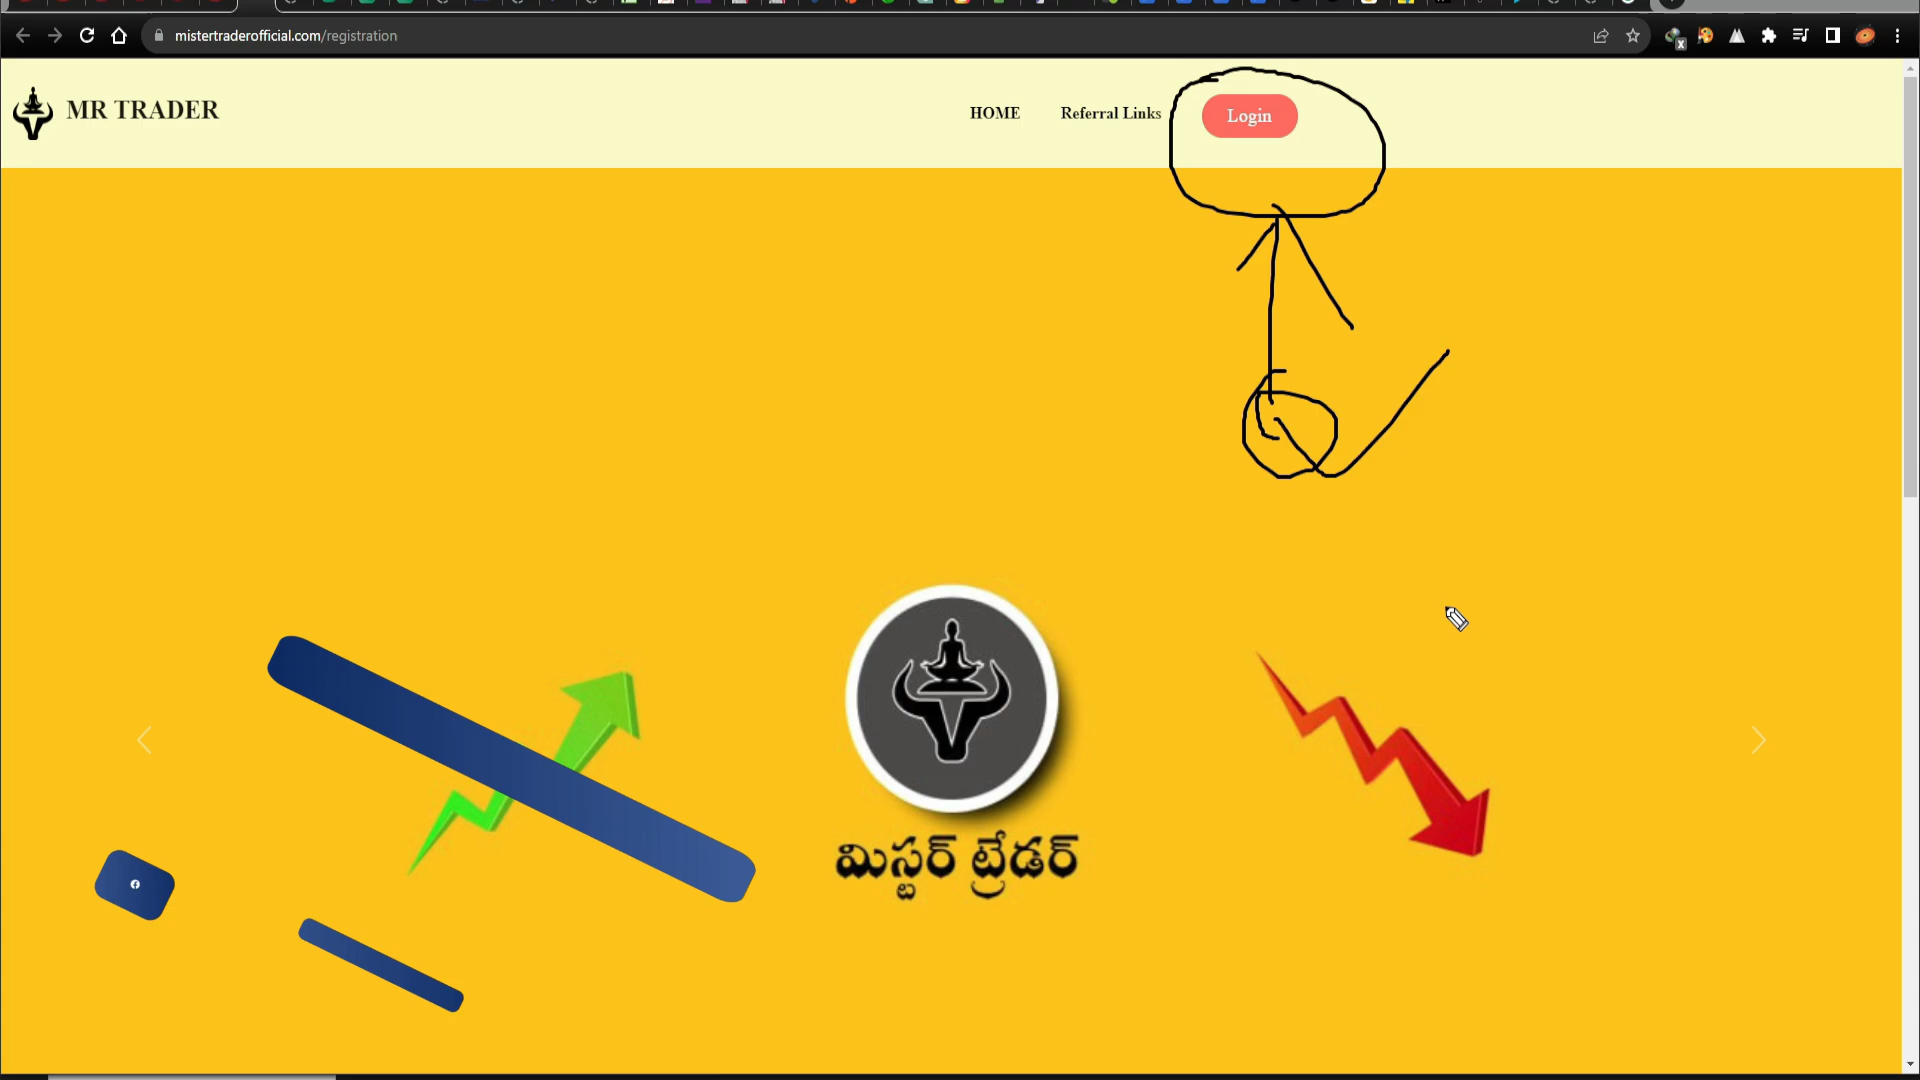 mistertraderofficial.com/registration
MR TRADER
HOME
Referral Links
Login
మిస్టర్ ట్రేడర్